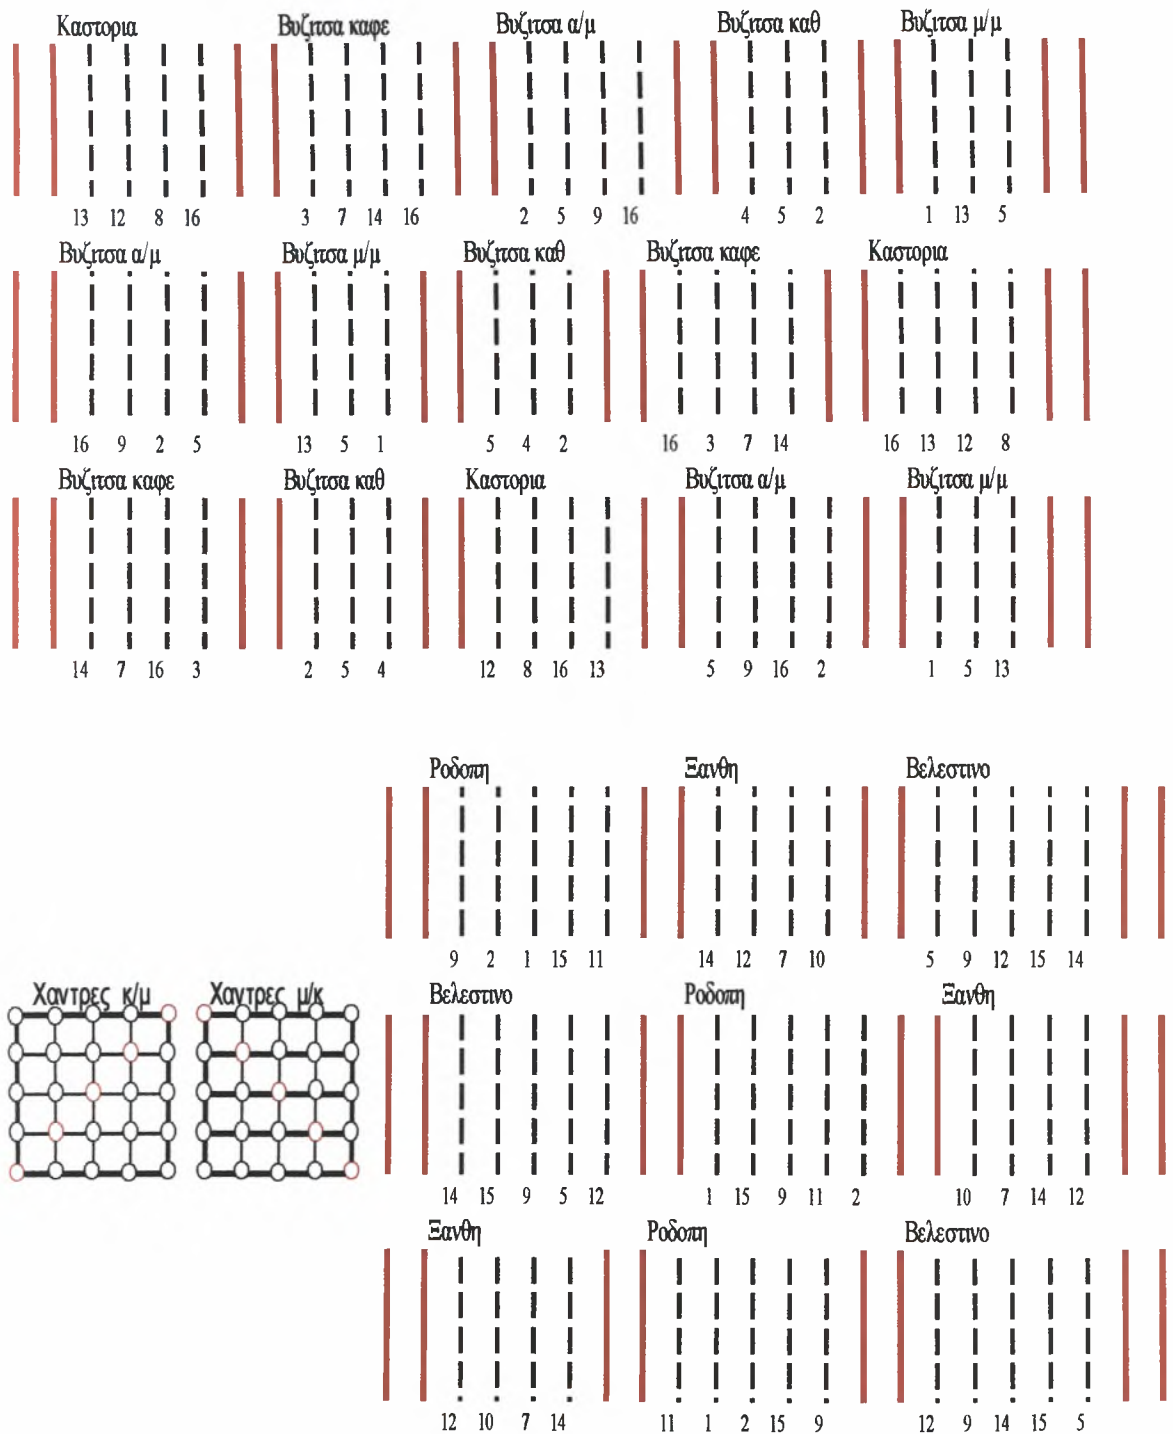 Καστορια Βυζιτσα καφε Βυζιτσα α/μ Βυζιτσα καθ Βυζιτσα μ/μ
13 12 8 16 3 7 14 16 2 5 9 16 4 5 2 1 13 5
Βυζιτσα α/μ Βυζιτσα μ/μ Βυζιτσα καθ Βυζιτσα καφε Καστορια
16 9 2 5 13 5 1 5 4 2 16 3 7 14 16 13 12 8
Βυζιτσα καφε Βυζιτσα καθ Καστορια Βυζιτσα α/μ Βυζιτσα μ/μ
14 7 16 3 2 5 4 12 8 16 13 5 9 16 2 1 5 13
Ροδοπη Ξανθη Βελεστινο
9 2 1 15 11 14 12 7 10 5 9 12 15 14
Χαντρες κ/μ Χαντρες μ/κ
Βελεστινο Ροδοπη Ξανθη
14 15 9 5 12 1 15 9 11 2 10 7 14 12
Ξανθη Ροδοπη Βελεστινο
12 10 7 14 11 1 2 15 9 12 9 14 15 5